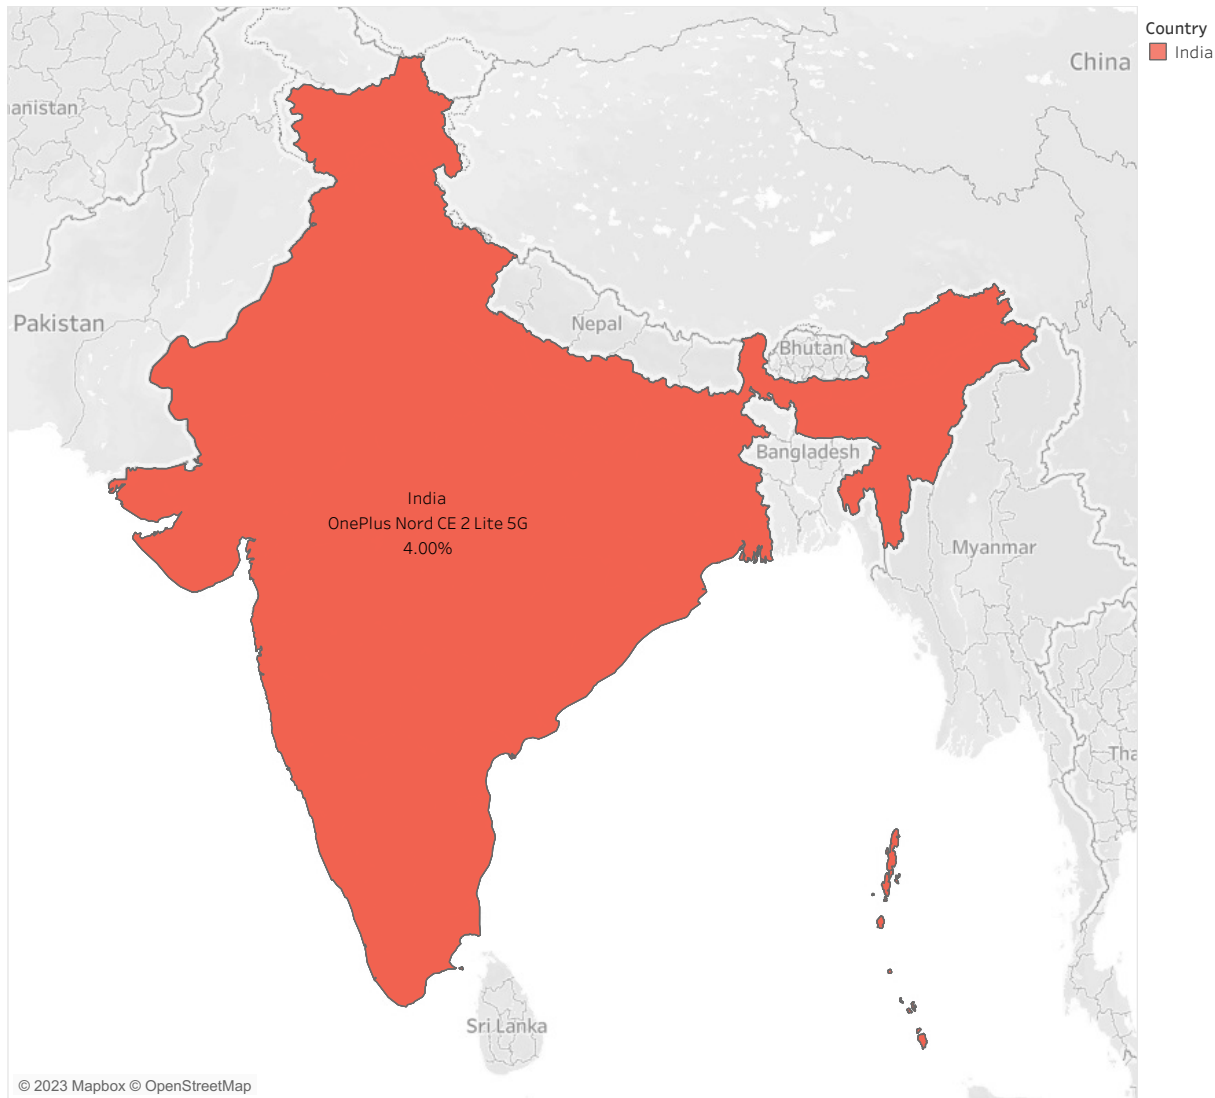 Country
India
China
anistan
Pakistan
Nepal
Bhutan
Bangladesh
India
OnePlus Nord CE 2 Lite 5G
4.00%
Myanmar
Tha
Sri Lanka
© 2023 Mapbox © OpenStreetMap